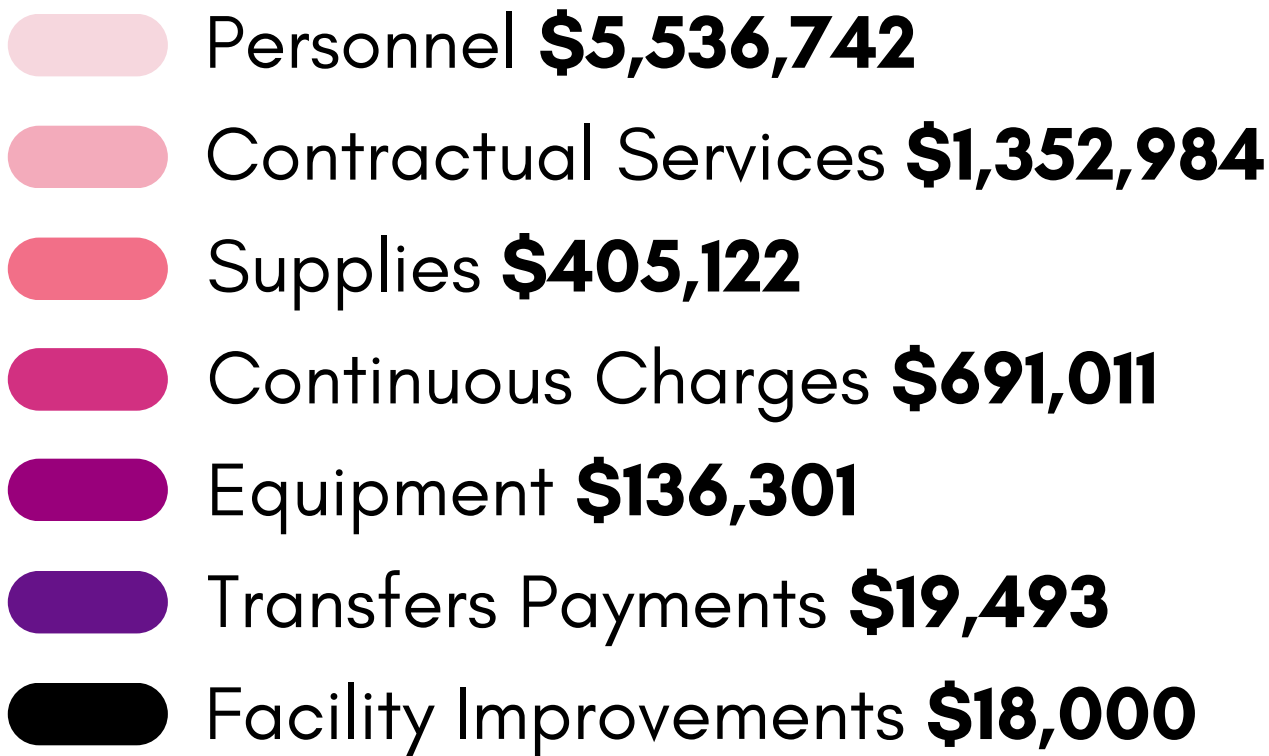 Personnel $5,536,742
Contractual Services $1,352,984
Supplies $405,122
Continuous Charges $691,011
Equipment $136,301
Transfers Payments $19,493
Facility Improvements $18,000